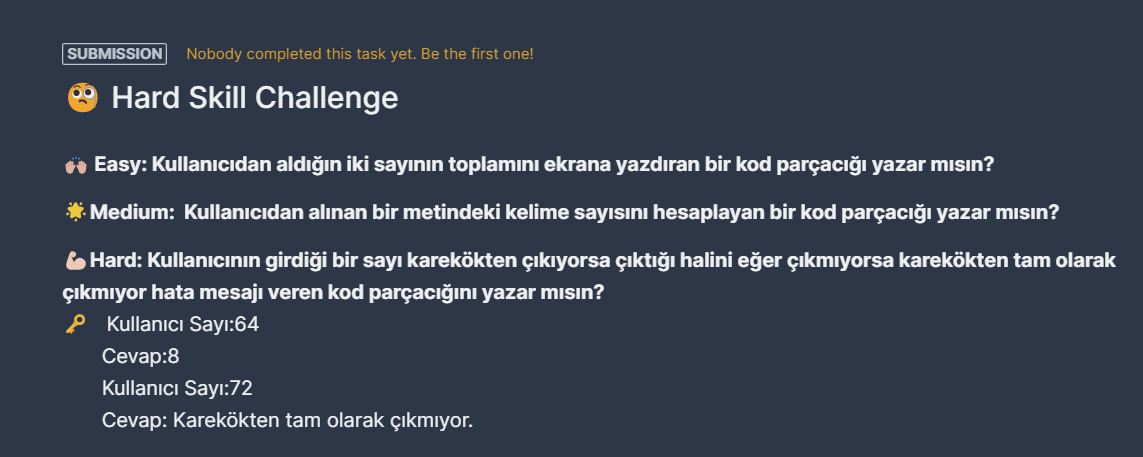 SUBMISSION Nobody completed this task yet. Be the first one!
🧐 Hard Skill Challenge
🙌🏼 Easy: Kullanıcıdan aldığın iki sayının toplamını ekrana yazdıran bir kod parçacığı yazar mısın?
🌟 Medium: Kullanıcıdan alınan bir metindeki kelime sayısını hesaplayan bir kod parçacığı yazar mısın?
💪🏼 Hard: Kullanıcının girdiği bir sayı karekökten çıkıyorsa çıktığı halini eğer çıkmıyorsa karekökten tam olarak
çıkmıyor hata mesajı veren kod parçacığını yazar mısın?
🔑 Kullanıcı Sayı:64
Cevap:8
Kullanıcı Sayı:72
Cevap: Karekökten tam olarak çıkmıyor.